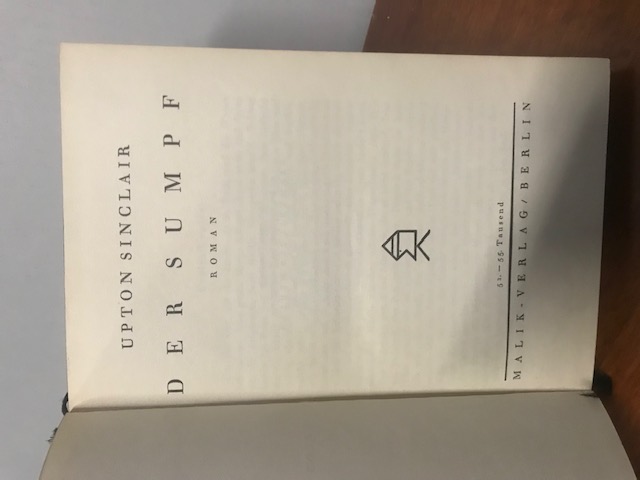 UPTON SINCLAIR
DER SUMPF
ROMAN
51.—55. Tausend
MALIK-VERLAG/BERLIN